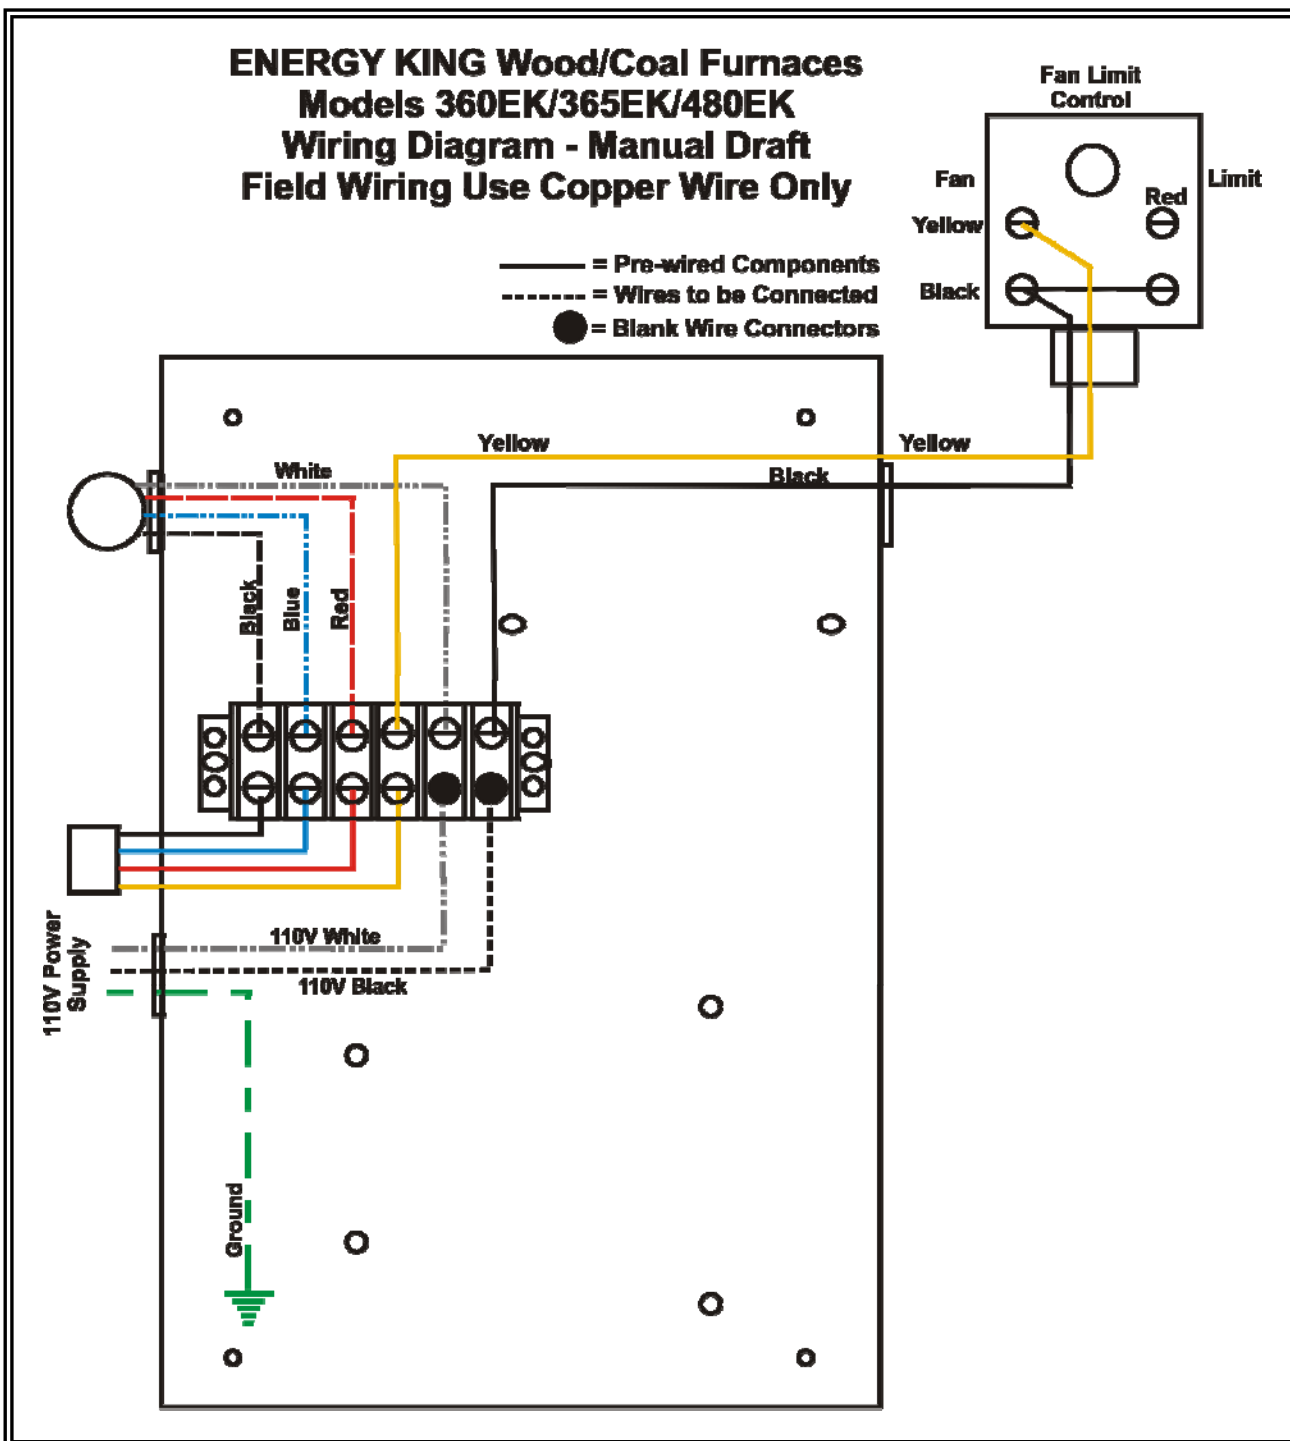 ENERGY KING Wood/Coal Furnaces
Models 360EK/365EK/480EK
Wiring Diagram - Manual Draft
Field Wiring Use Copper Wire Only
Fan Limit
Control
Fan
Limit
Red
Yellow
Black
= Pre-wired Components
= Wires to be Connected
= Blank Wire Connectors
Yellow
Yellow
White
Black
Black
Blue
Red
110V White
110V Black
110V Power
Supply
Ground